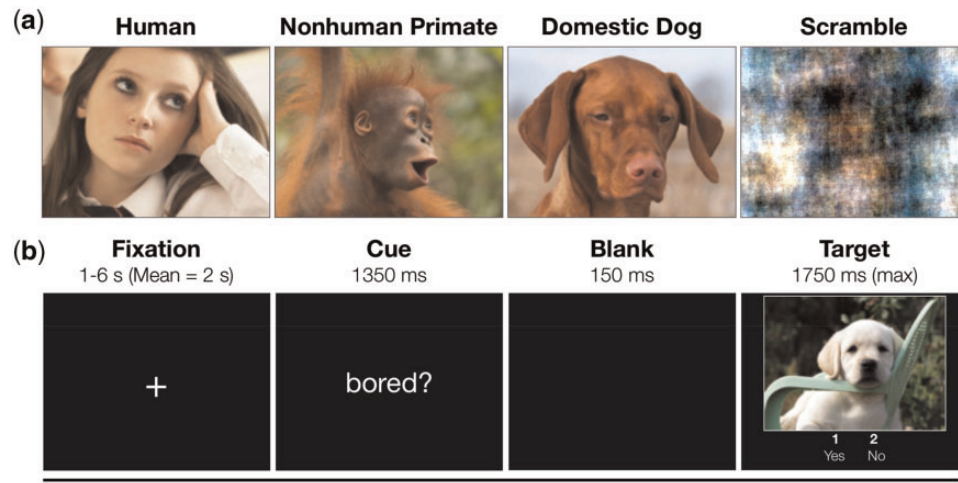 (a)
Human Nonhuman Primate Domestic Dog Scramble
(b)
Fixation Cue Blank Target
1-6 s (Mean = 2 s) 1350 ms 150 ms 1750 ms (max)
+
bored?
1 2
Yes No